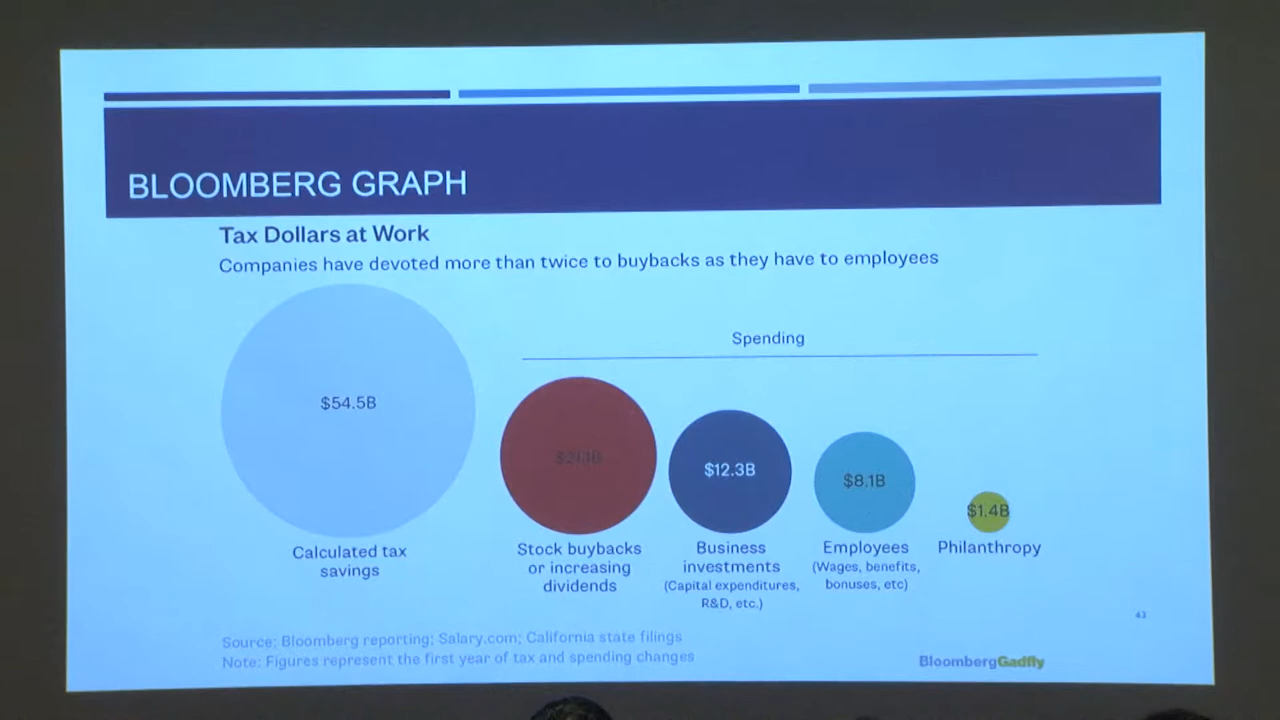 BLOOMBERG GRAPH
Tax Dollars at Work
Companies have devoted more than twice to buybacks as they have to employees
Spending
$54.5B
$21.1B
$12.3B
$8.1B
$1.4B
Calculated tax
savings
Stock buybacks
or increasing
dividends
Business
investments
(Capital expenditures,
R&D, etc.)
Employees
(Wages, benefits,
bonuses, etc)
Philanthropy
43
Source: Bloomberg reporting; Salary.com; California state filings
Note: Figures represent the first year of tax and spending changes
BloombergGadfly